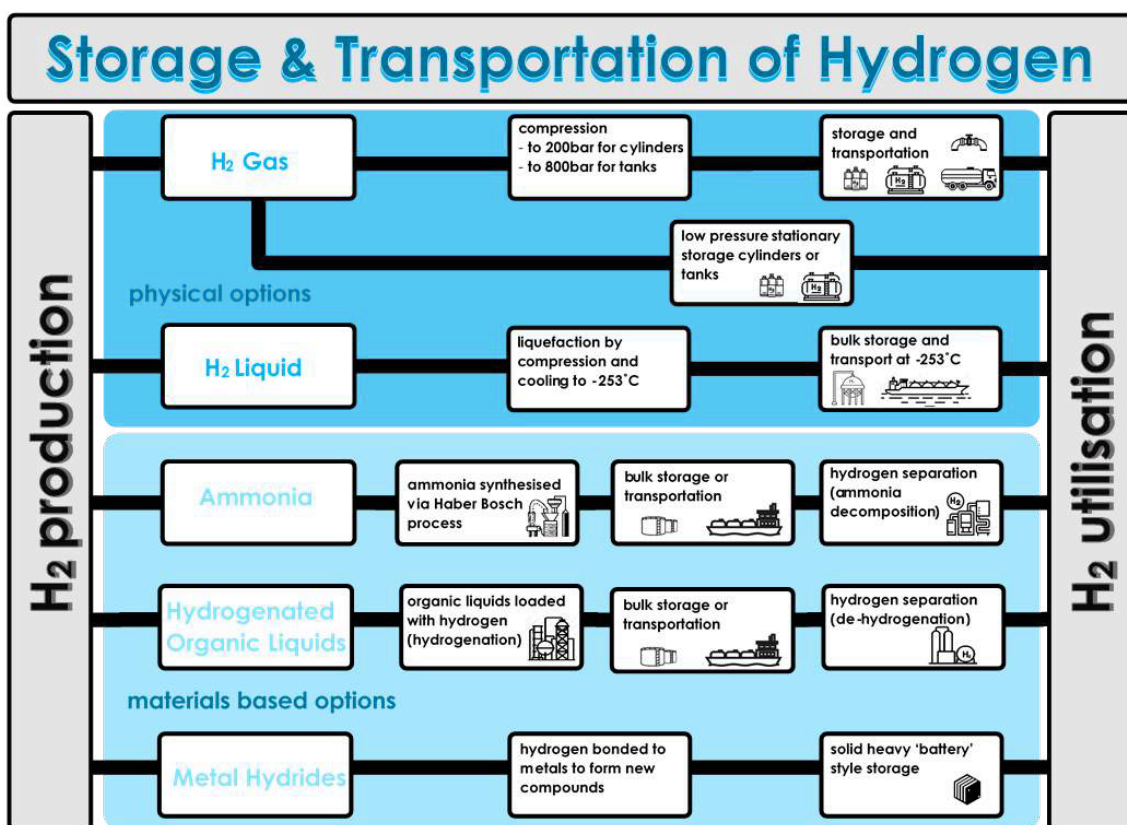 Storage & Transportation of Hydrogen
H2 production
H2 Gas
compression
- to 200bar for cylinders
- to 800bar for tanks
storage and
transportation
H2
low pressure stationary
storage cylinders or
tanks
H2
physical options
H2 Liquid
liquefaction by
compression and
cooling to -253°C
bulk storage and
transport at -253°C
Ammonia
ammonia synthesised
via Haber Bosch
process
bulk storage or
transportation
hydrogen separation
(ammonia
decomposition)
H2
Hydrogenated
Organic Liquids
organic liquids loaded
with hydrogen
(hydrogenation)
bulk storage or
transportation
hydrogen separation
(de-hydrogenation)
H2
materials based options
Metal Hydrides
hydrogen bonded to
metals to form new
compounds
solid heavy ‘battery’
style storage
H2 utilisation